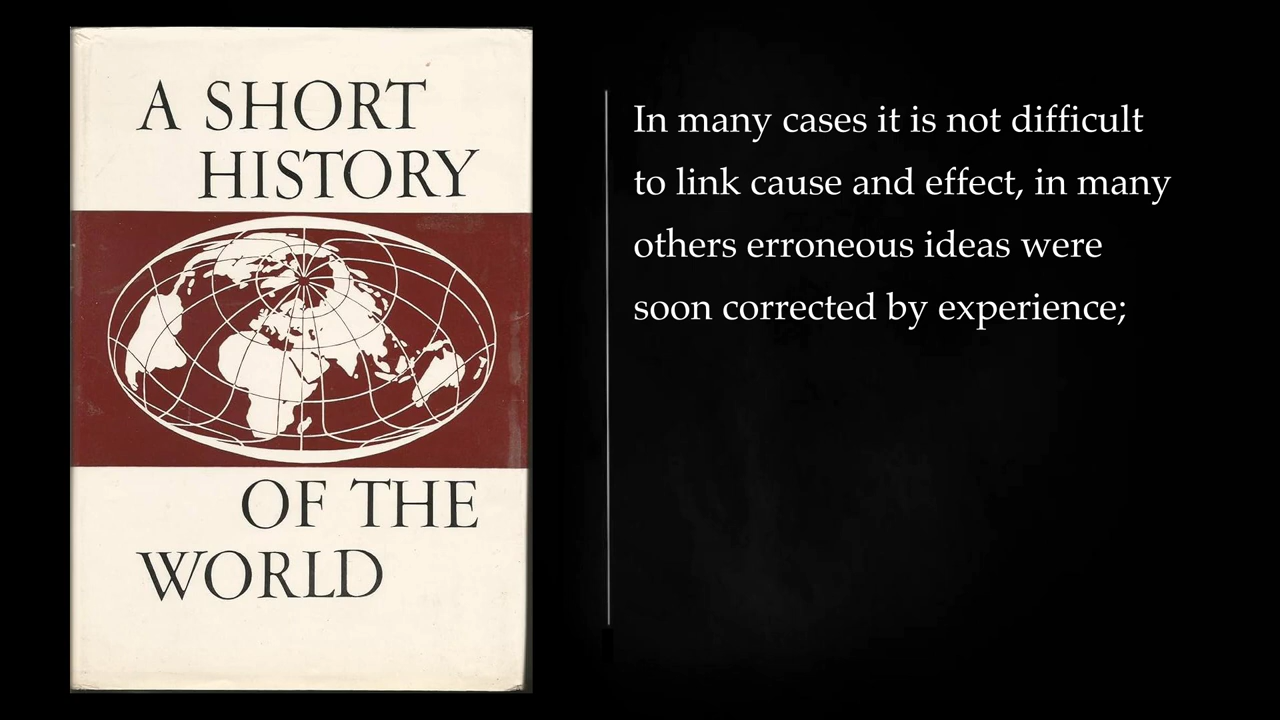 A SHORT
HISTORY
OF THE
WORLD
In many cases it is not difficult
to link cause and effect, in many
others erroneous ideas were
soon corrected by experience;